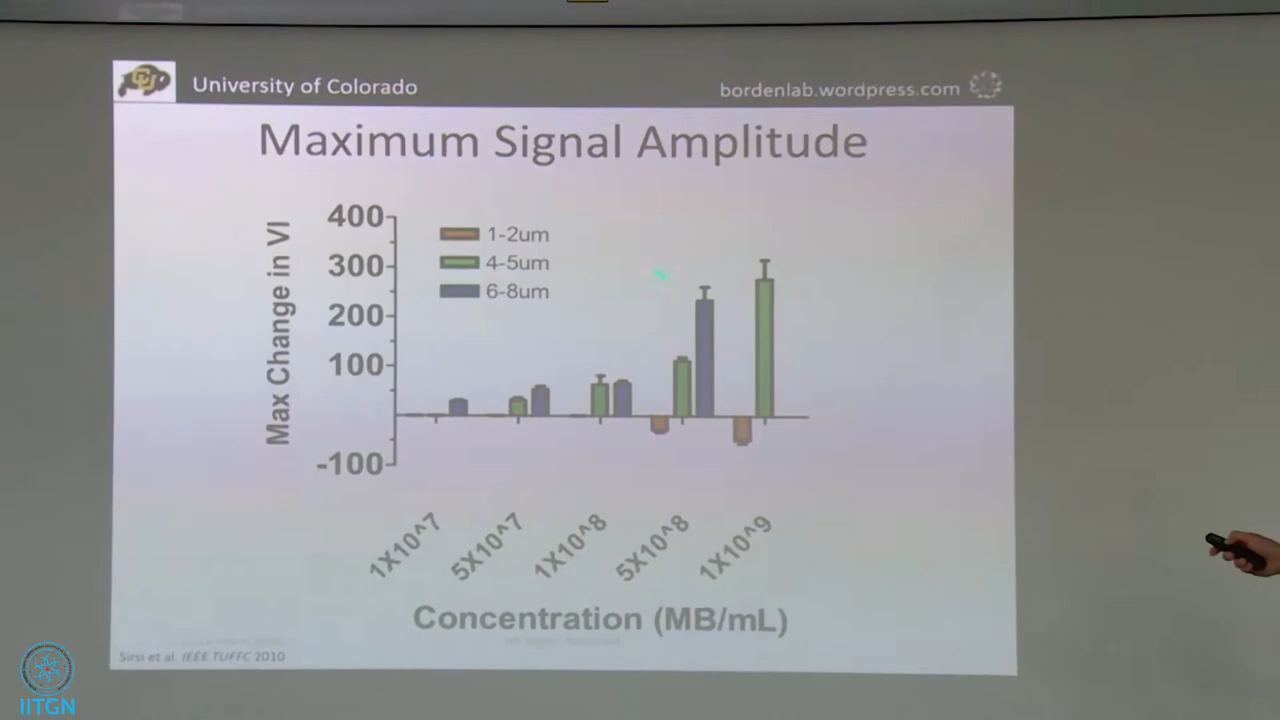 CU
University of Colorado
bordenlab.wordpress.com
Maximum Signal Amplitude
Max Change in VI
400
300
200
100
-100
1-2um
4-5um
6-8um
1X10^7
5X10^7
1X10^8
5X10^8
1X10^9
Concentration (MB/mL)
Sirsi et al. IEEE TUFFC 2010
IITGN